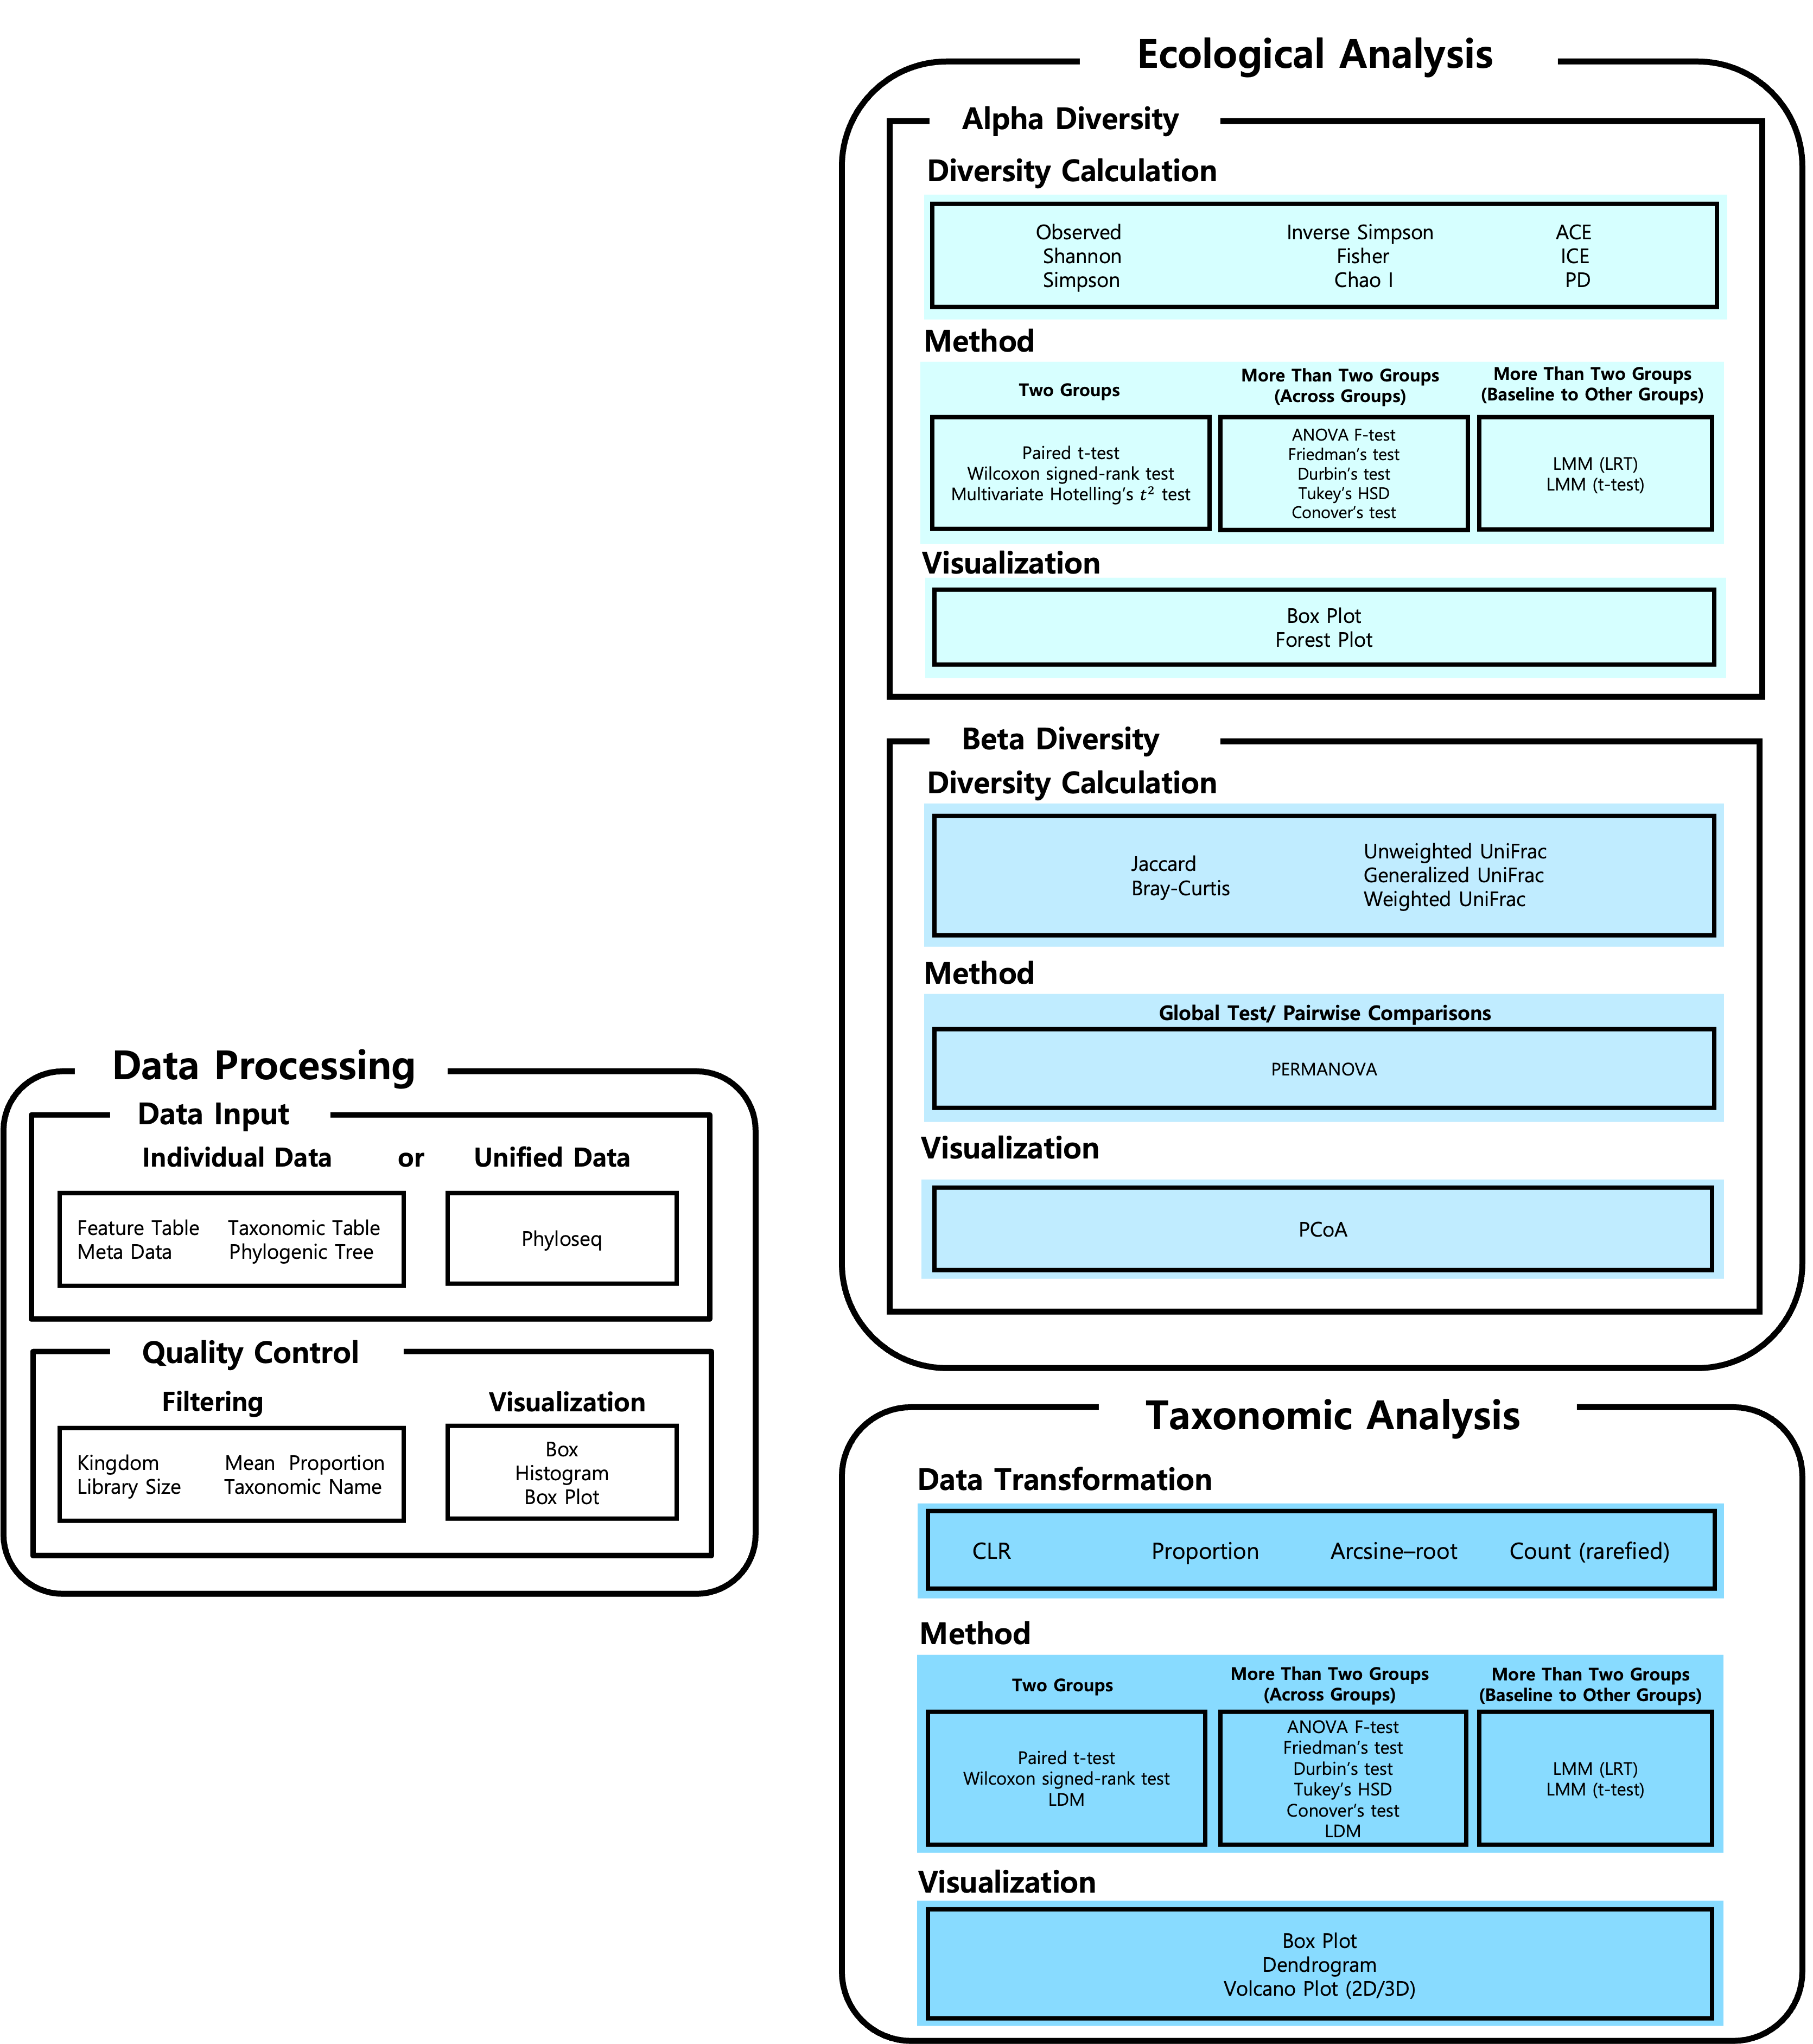 Data Processing
Data Input
Individual Data or Unified Data
Feature Table Taxonomic Table
Meta Data Phylogenic Tree
Phyloseq
Quality Control
Filtering
Kingdom Mean Proportion
Library Size Taxonomic Name
Visualization
Box
Histogram
Box Plot
Ecological Analysis
Alpha Diversity
Diversity Calculation
Observed Inverse Simpson ACE
Shannon Fisher ICE
Simpson Chao I PD
Method
Two Groups
Paired t-test
Wilcoxon signed-rank test
Multivariate Hotelling's t² test
More Than Two Groups
(Across Groups)
ANOVA F-test
Friedman's test
Durbin's test
Tukey's HSD
Conover's test
More Than Two Groups
(Baseline to Other Groups)
LMM (LRT)
LMM (t-test)
Visualization
Box Plot
Forest Plot
Beta Diversity
Diversity Calculation
Jaccard
Bray-Curtis
Unweighted UniFrac
Generalized UniFrac
Weighted UniFrac
Method
Global Test/ Pairwise Comparisons
PERMANOVA
Visualization
PCoA
Taxonomic Analysis
Data Transformation
CLR Proportion Arcsine–root Count (rarefied)
Method
Two Groups
Paired t-test
Wilcoxon signed-rank test
LDM
More Than Two Groups
(Across Groups)
ANOVA F-test
Friedman's test
Durbin's test
Tukey's HSD
Conover's test
LDM
More Than Two Groups
(Baseline to Other Groups)
LMM (LRT)
LMM (t-test)
Visualization
Box Plot
Dendrogram
Volcano Plot (2D/3D)